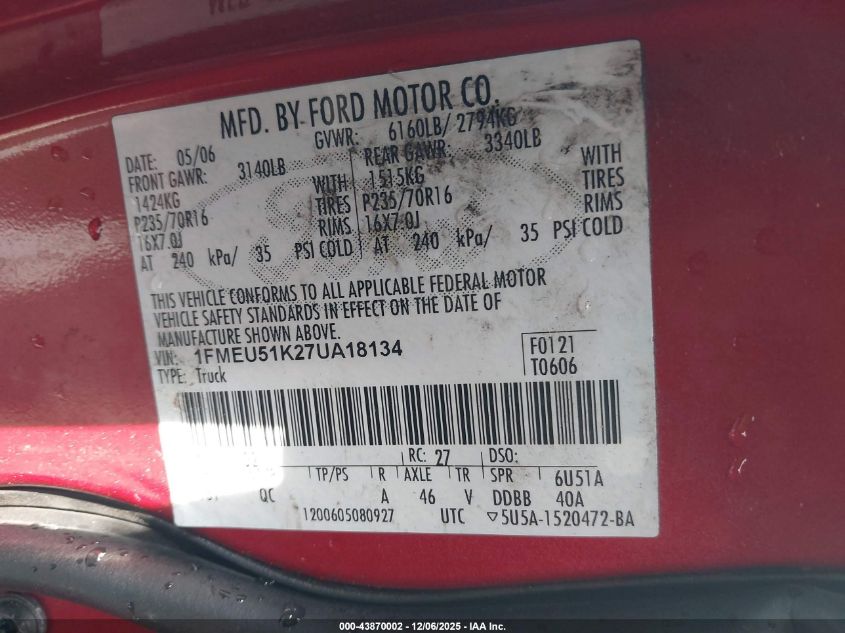 MFD. BY FORD MOTOR CO.
DATE: 05/06 GVWR: 6160LB/ 2794KG
FRONT GAWR: 3140LB REAR GAWR: 3340LB
1424KG WITH 1515KG WITH
P235/70R16 TIRES P235/70R16 TIRES
16X7.0J RIMS 16X7.0J RIMS
AT 240 kPa/ 35 PSI COLD AT 240 kPa/ 35 PSI COLD
THIS VEHICLE CONFORMS TO ALL APPLICABLE FEDERAL MOTOR
VEHICLE SAFETY STANDARDS IN EFFECT ON THE DATE OF
MANUFACTURE SHOWN ABOVE.
VIN: 1FMEU51K27UA18134 F0121
TYPE: Truck T0606
RC: 27 DSO:
TP/PS R AXLE TR SPR 6U51A
QC A 46 V DDBB 40A
1200605080927 UTC ▽5U5A-1520472-BA
000-43870002 - 12/06/2025 - IAA Inc.